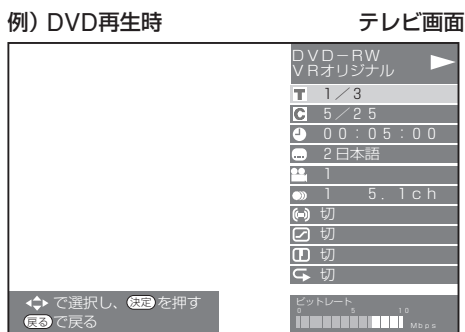 例）DVD再生時
テレビ画面
DVD－RW
VRオリジナル
T 1／3
C 5／25
00：05：00
2日本語
1
1 5.1ch
切
切
切
切
で選択し、決定を押す
戻るで戻る
ビットレート
0 5 10
Mbps